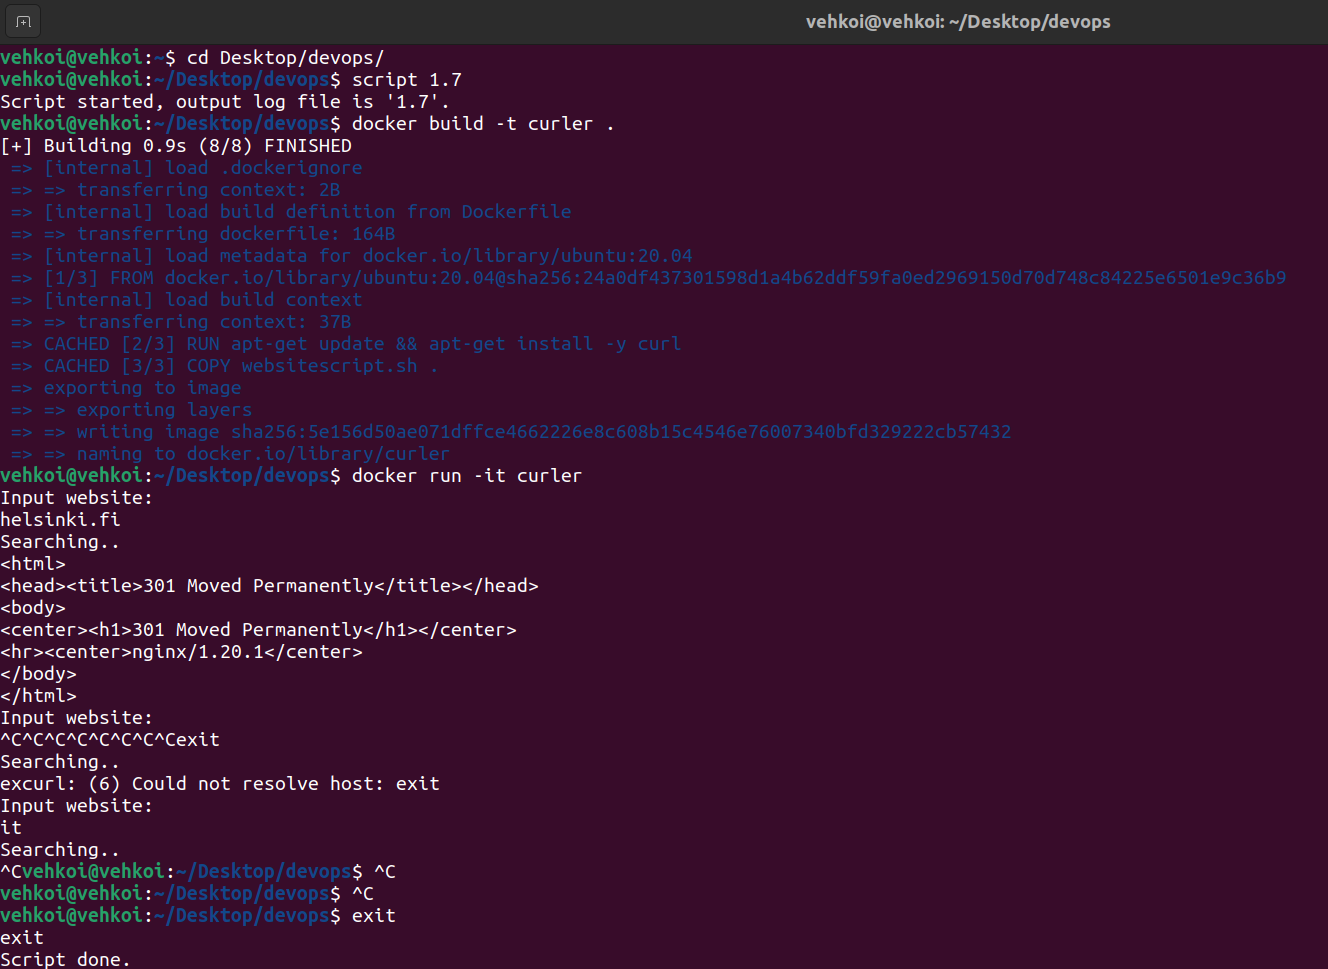 vehkoi@vehkoi: ~/Desktop/devops
vehkoi@vehkoi:~$ cd Desktop/devops/
vehkoi@vehkoi:~/Desktop/devops$ script 1.7
Script started, output log file is '1.7'.
vehkoi@vehkoi:~/Desktop/devops$ docker build -t curler .
[+] Building 0.9s (8/8) FINISHED
=> [internal] load .dockerignore
=> => transferring context: 2B
=> [internal] load build definition from Dockerfile
=> => transferring dockerfile: 164B
=> [internal] load metadata for docker.io/library/ubuntu:20.04
=> [1/3] FROM docker.io/library/ubuntu:20.04@sha256:24a0df437301598d1a4b62ddf59fa0ed2969150d70d748c84225e6501e9c36b9
=> [internal] load build context
=> => transferring context: 37B
=> CACHED [2/3] RUN apt-get update && apt-get install -y curl
=> CACHED [3/3] COPY websitescript.sh .
=> exporting to image
=> => exporting layers
=> => writing image sha256:5e156d50ae071dffce4662226e8c608b15c4546e76007340bfd329222cb57432
=> => naming to docker.io/library/curler
vehkoi@vehkoi:~/Desktop/devops$ docker run -it curler
Input website:
helsinki.fi
Searching..
<html>
<head><title>301 Moved Permanently</title></head>
<body>
<center><h1>301 Moved Permanently</h1></center>
<hr><center>nginx/1.20.1</center>
</body>
</html>
Input website:
^C^C^C^C^C^C^C^Cexit
Searching..
excurl: (6) Could not resolve host: exit
Input website:
it
Searching..
^Cvehkoi@vehkoi:~/Desktop/devops$ ^C
vehkoi@vehkoi:~/Desktop/devops$ ^C
vehkoi@vehkoi:~/Desktop/devops$ exit
exit
Script done.